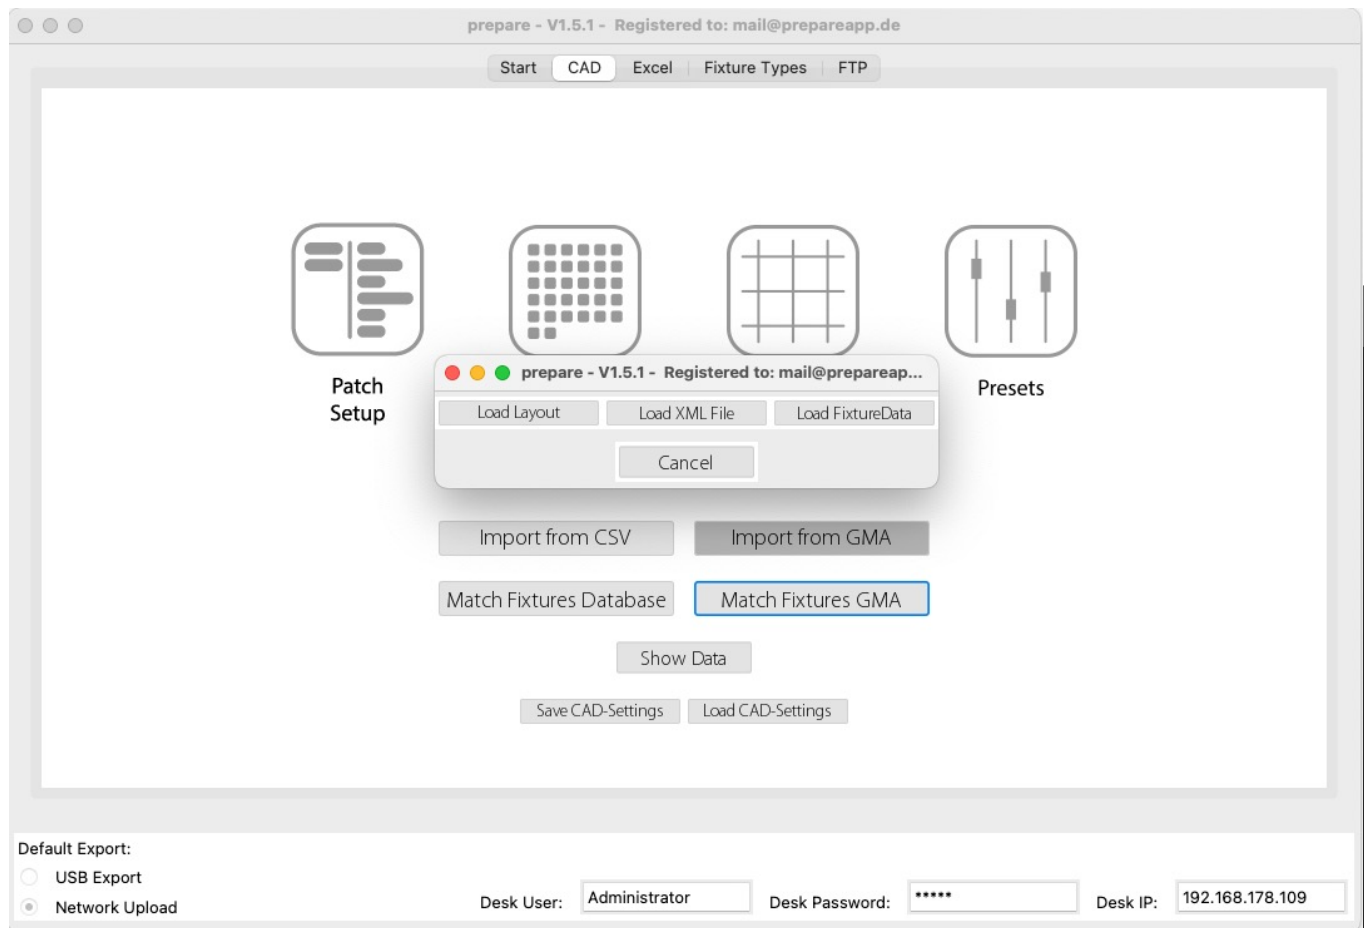 prepare - V1.5.1 - Registered to: mail@prepareapp.de
Start CAD Excel Fixture Types FTP
Patch
Setup
Presets
prepare - V1.5.1 - Registered to: mail@prepareap...
Load Layout Load XML File Load FixtureData
Cancel
Import from CSV Import from GMA
Match Fixtures Database Match Fixtures GMA
Show Data
Save CAD-Settings Load CAD-Settings
Default Export:
USB Export
Network Upload
Desk User: Administrator Desk Password: ***** Desk IP: 192.168.178.109